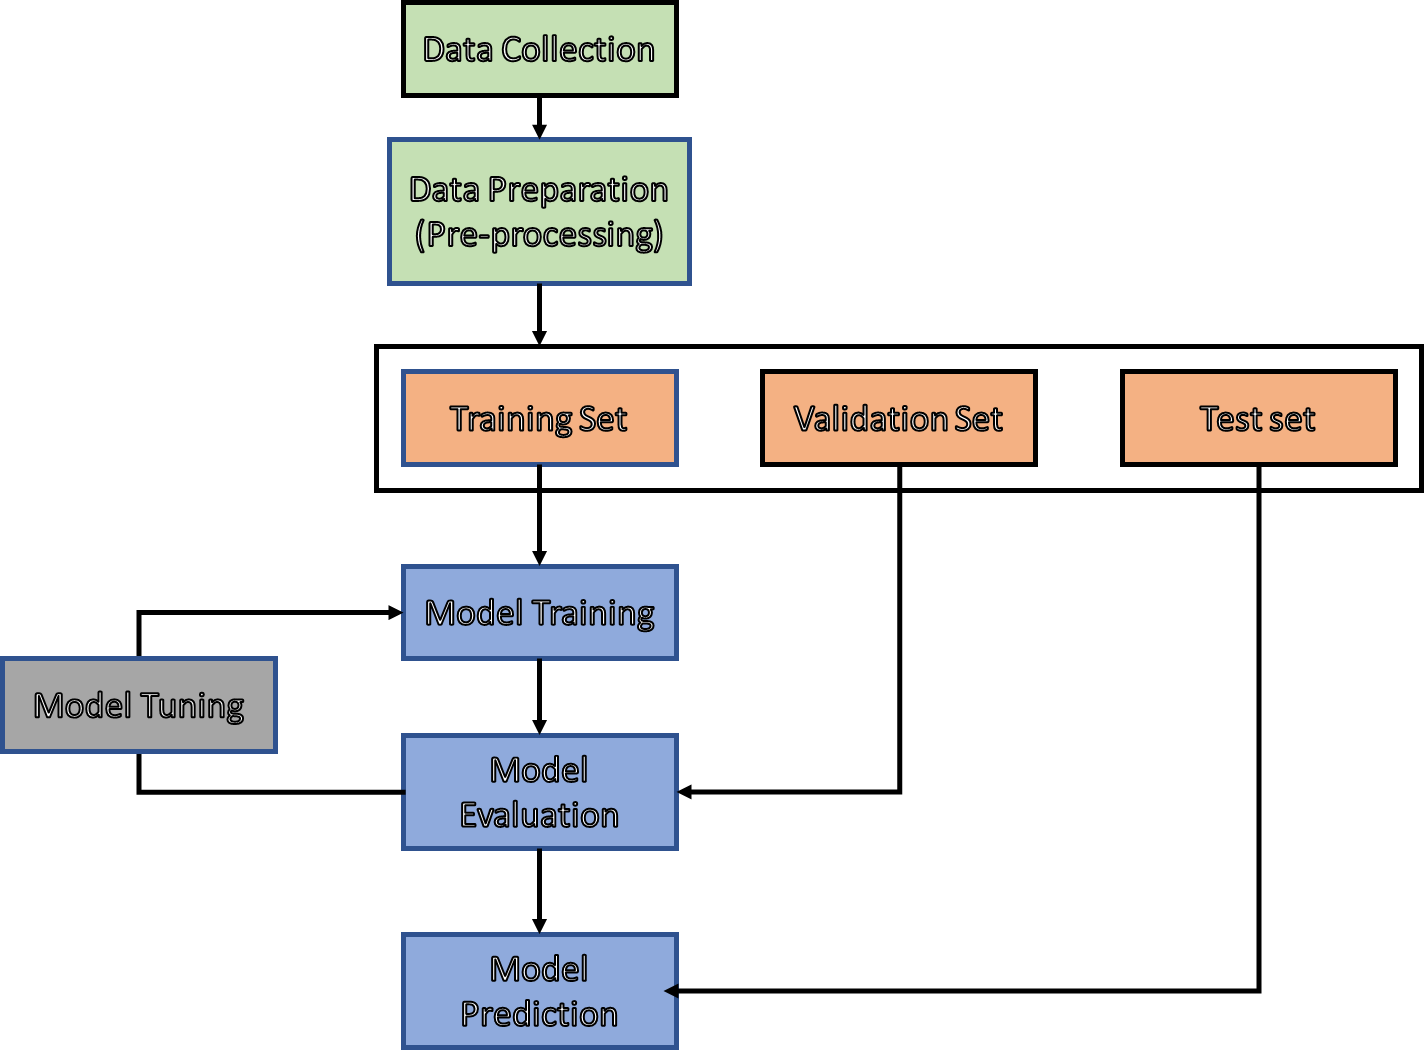 Data Collection
Data Preparation
(Pre-processing)
Training Set
Validation Set
Test set
Model Training
Model Tuning
Model
Evaluation
Model
Prediction